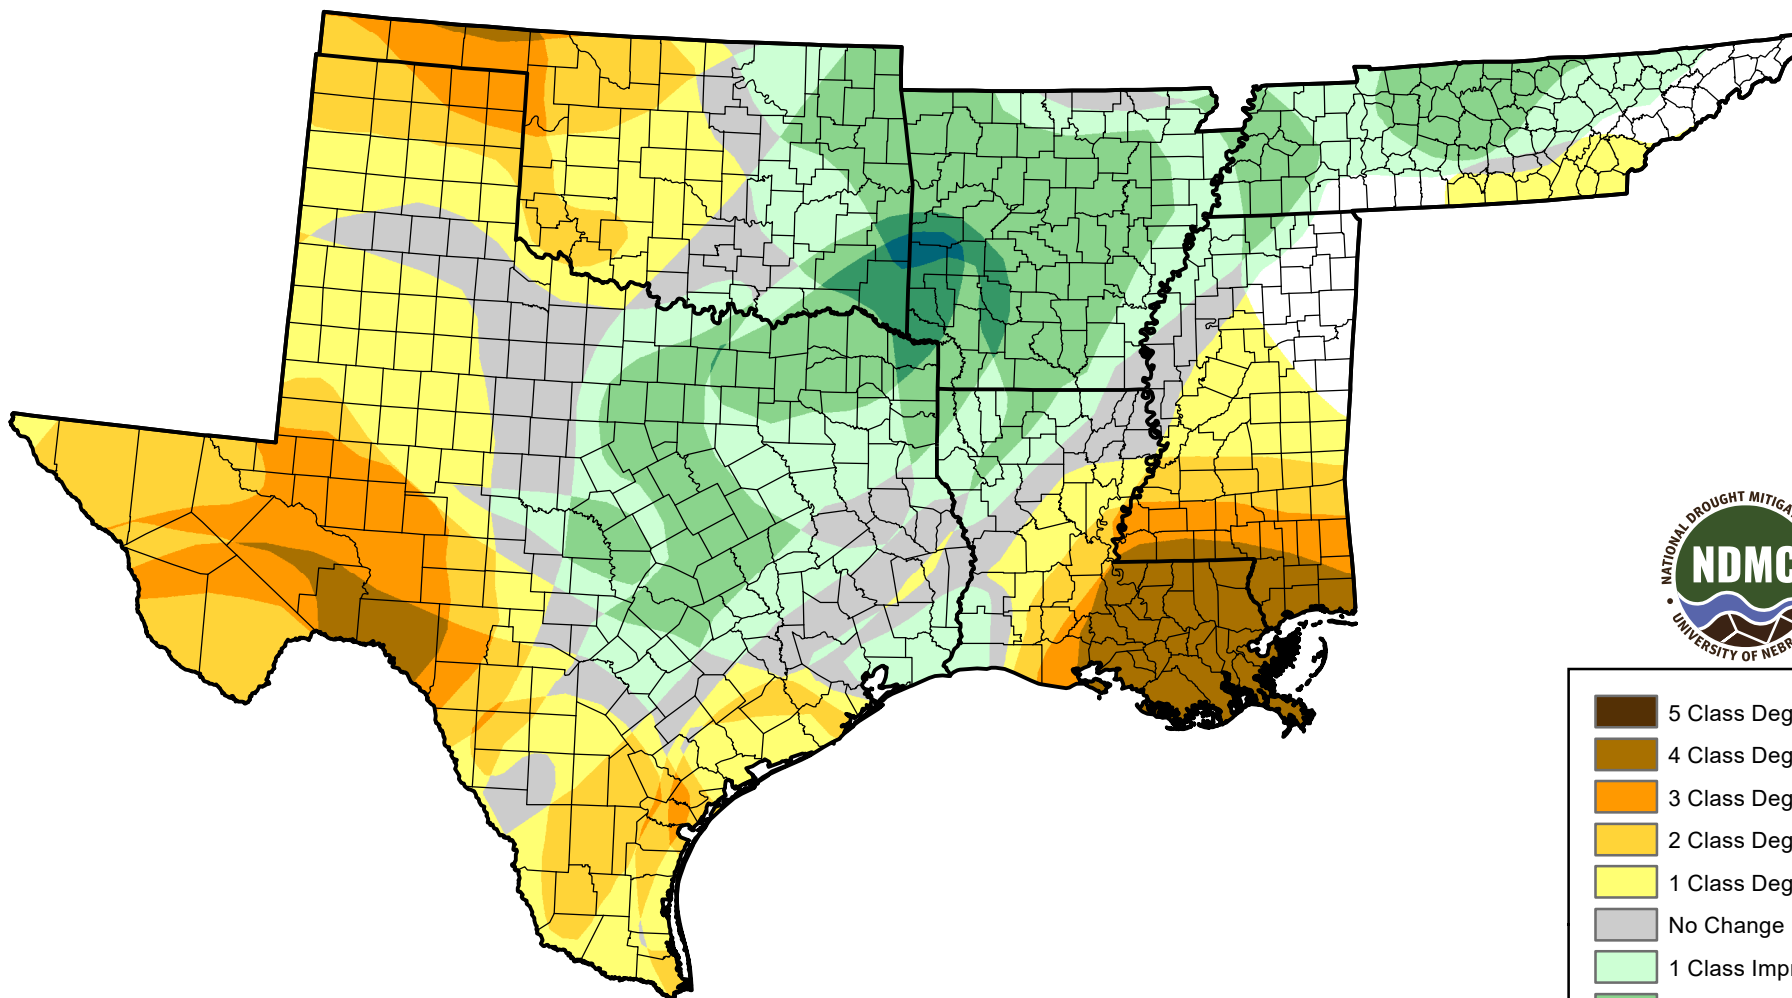 NATIONAL DROUGHT MITIGA
NDMC
UNIVERSITY OF NEBR
5 Class Deg
4 Class Deg
3 Class Deg
2 Class Deg
1 Class Deg
No Change
1 Class Impr